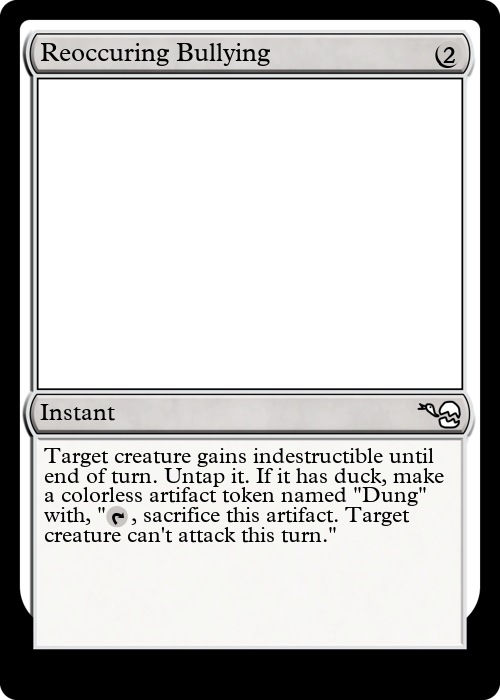 Reoccuring Bullying 2
Instant
Target creature gains indestructible until
end of turn. Untap it. If it has duck, make
a colorless artifact token named "Dung"
with, " , sacrifice this artifact. Target
creature can't attack this turn."